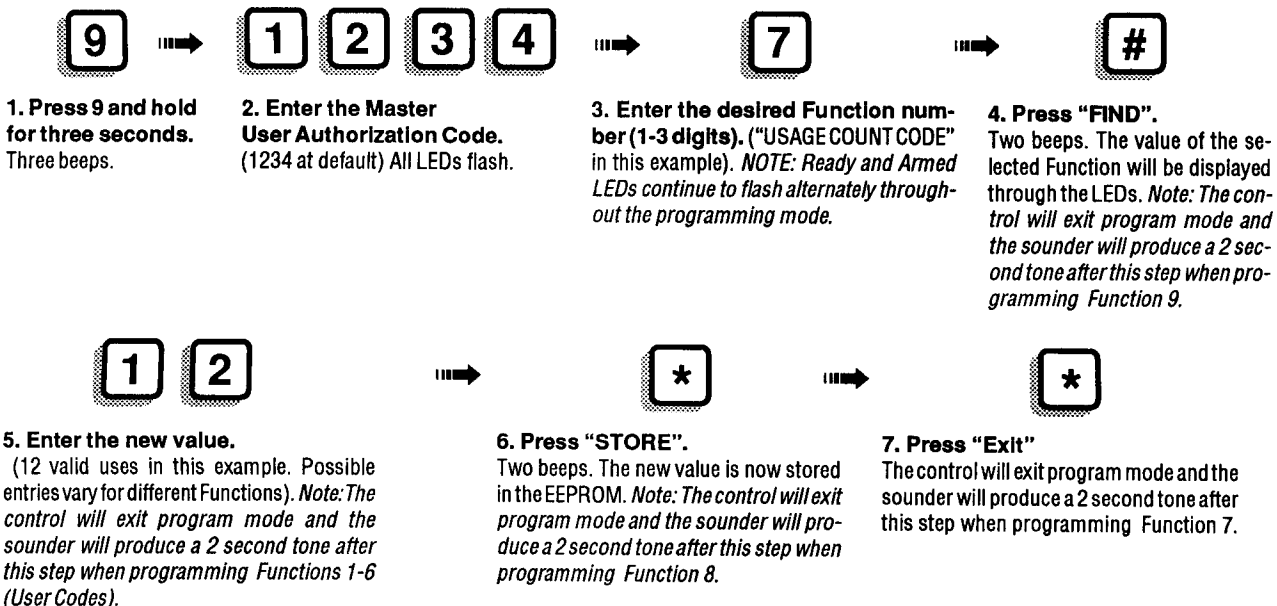 9 1 2 3 4 7 #
1. Press 9 and hold
for three seconds.
Three beeps.
2. Enter the Master
User Authorization Code.
(1234 at default) All LEDs flash.
3. Enter the desired Function num-
ber (1-3 digits). ("USAGE COUNT CODE"
in this example). NOTE: Ready and Armed
LEDs continue to flash alternately through-
out the programming mode.
4. Press "FIND".
Two beeps. The value of the se-
lected Function will be displayed
through the LEDs. Note: The con-
trol will exit program mode and
the sounder will produce a 2 sec-
ond tone after this step when pro-
gramming Function 9.
1 2 * *
5. Enter the new value.
(12 valid uses in this example. Possible
entries vary for different Functions). Note: The
control will exit program mode and the
sounder will produce a 2 second tone after
this step when programming Functions 1-6
(User Codes).
6. Press "STORE".
Two beeps. The new value is now stored
in the EEPROM. Note: The control will exit
program mode and the sounder will pro-
duce a 2 second tone after this step when
programming Function 8.
7. Press "Exit"
The control will exit program mode and the
sounder will produce a 2 second tone after
this step when programming Function 7.